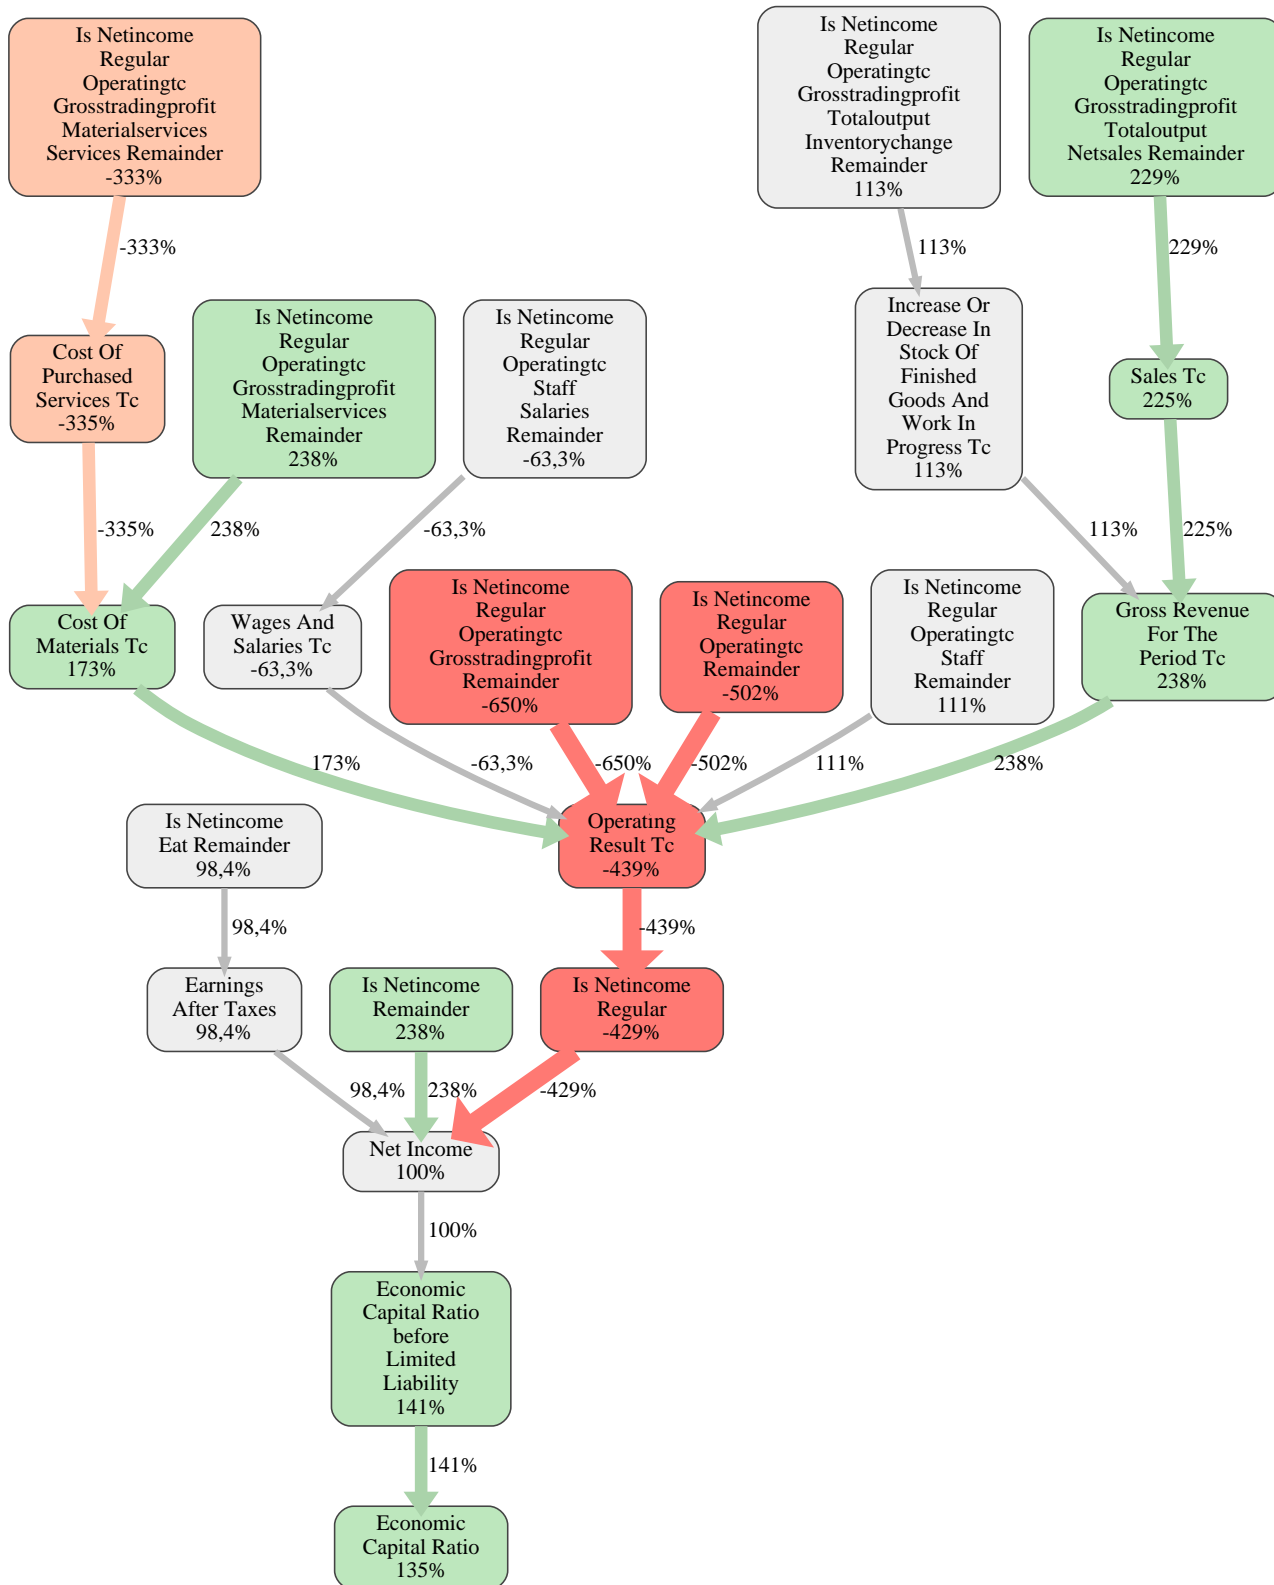 Is Netincome
Regular
Operatingtc
Grosstradingprofit
Materialservices
Services Remainder
-333%
Is Netincome
Regular
Operatingtc
Grosstradingprofit
Totaloutput
Inventorychange
Remainder
113%
Is Netincome
Regular
Operatingtc
Grosstradingprofit
Totaloutput
Netsales Remainder
229%
-333%
113%
229%
Cost Of
Purchased
Services Tc
-335%
Is Netincome
Regular
Operatingtc
Grosstradingprofit
Materialservices
Remainder
238%
Is Netincome
Regular
Operatingtc
Staff
Salaries
Remainder
-63,3%
Increase Or
Decrease In
Stock Of
Finished
Goods And
Work In
Progress Tc
113%
Sales Tc
225%
-335%
238%
-63,3%
113%
225%
Cost Of
Materials Tc
173%
Wages And
Salaries Tc
-63,3%
Is Netincome
Regular
Operatingtc
Grosstradingprofit
Remainder
-650%
Is Netincome
Regular
Operatingtc
Remainder
-502%
Is Netincome
Regular
Operatingtc
Staff
Remainder
111%
Gross Revenue
For The
Period Tc
238%
173%
-63,3%
-650%
-502%
111%
238%
Is Netincome
Eat Remainder
98,4%
Operating
Result Tc
-439%
98,4%
-439%
Earnings
After Taxes
98,4%
Is Netincome
Remainder
238%
Is Netincome
Regular
-429%
98,4%
238%
-429%
Net Income
100%
100%
Economic
Capital Ratio
before
Limited
Liability
141%
141%
Economic
Capital Ratio
135%